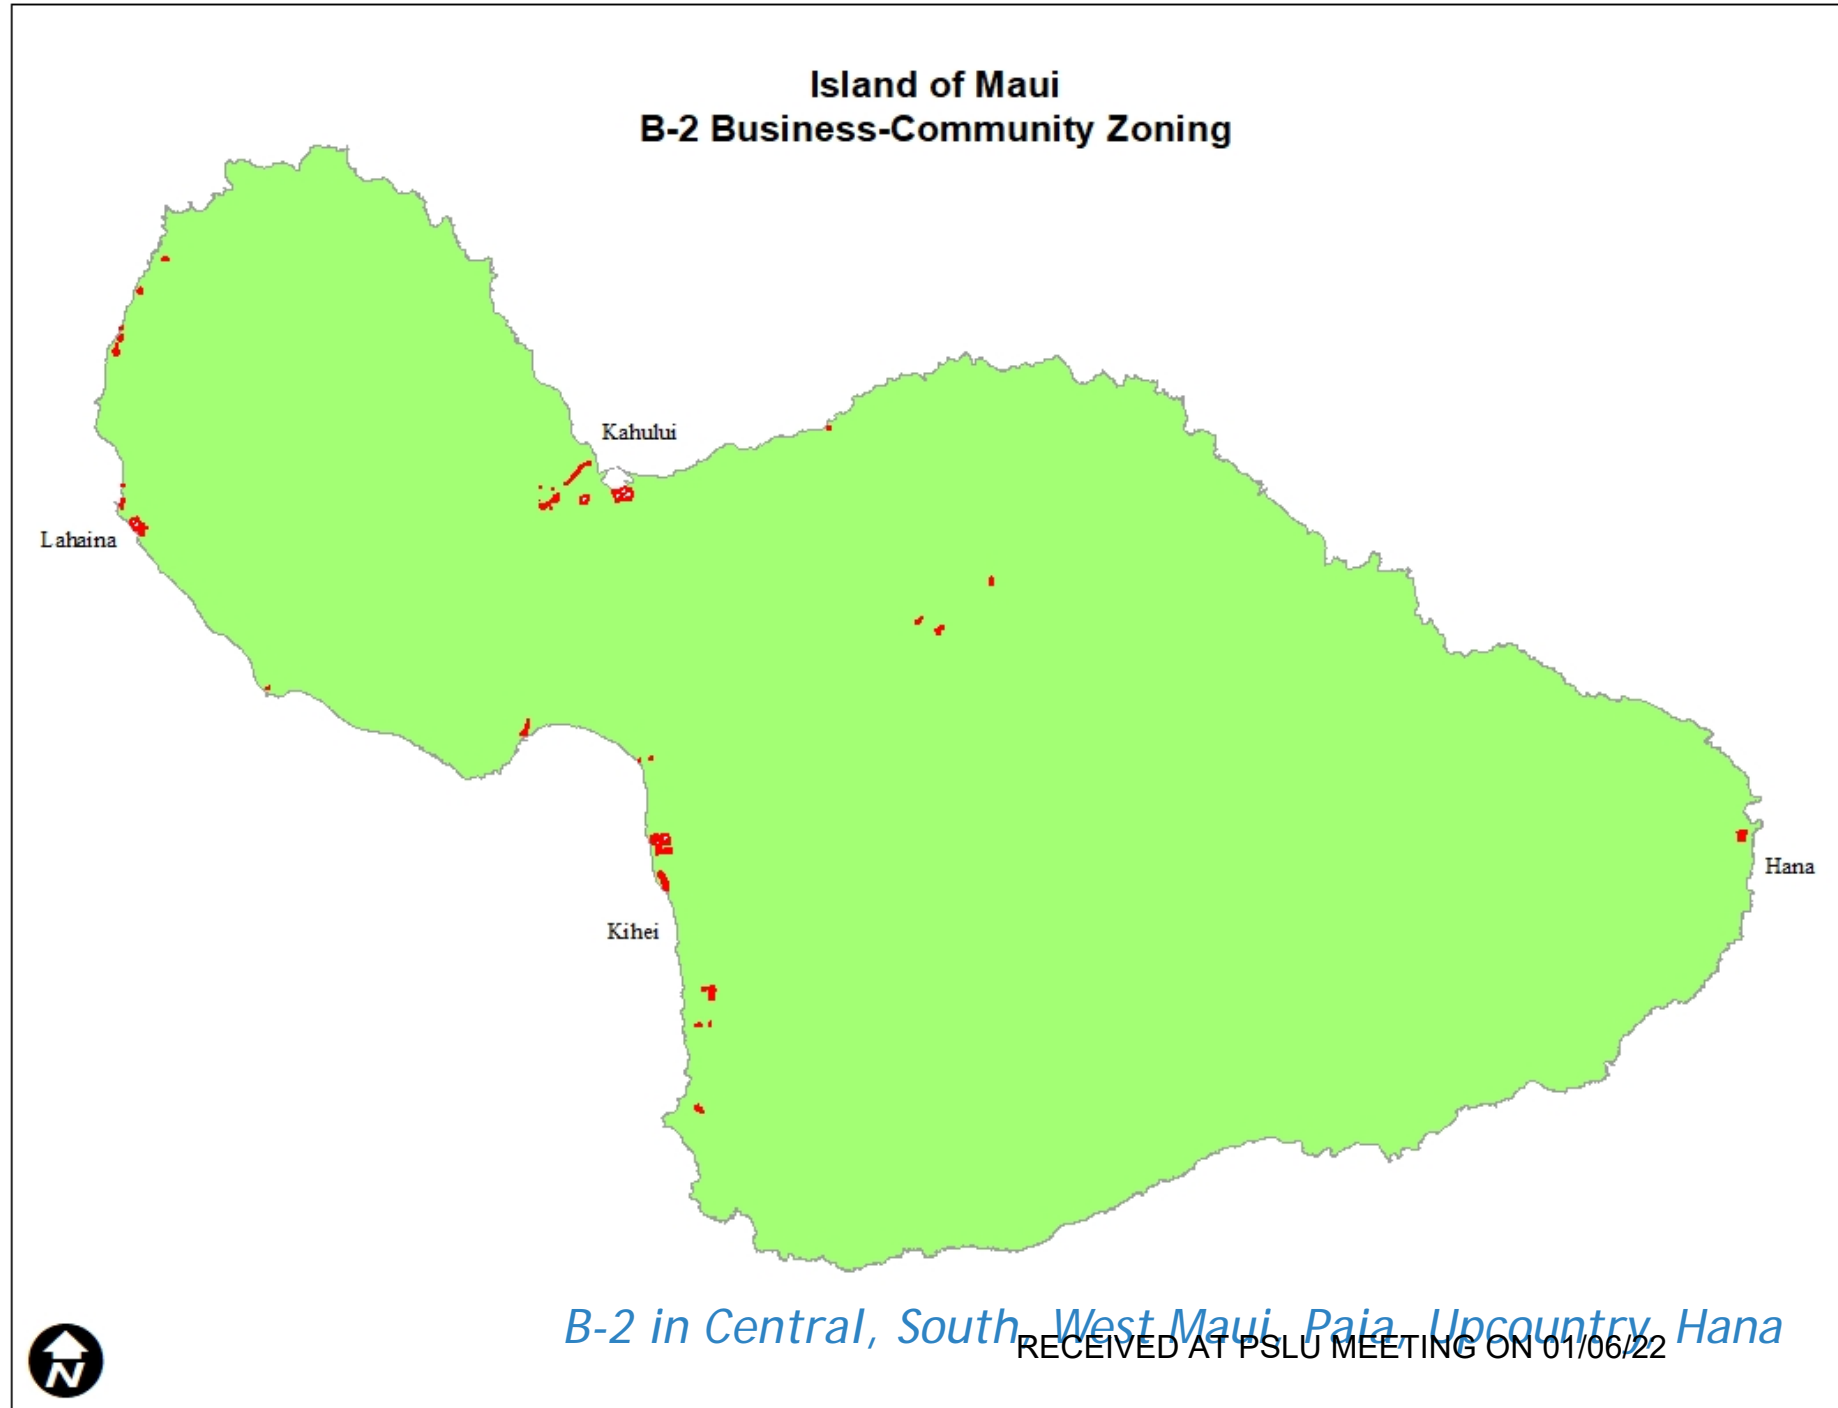 Island of Maui
B-2 Business-Community Zoning
Kahului
Lahaina
Hana
Kihei
B-2 in Central, South, West Maui, Paia, Upcountry, Hana
RECEIVED AT PSLU MEETING ON 01/06/22
N